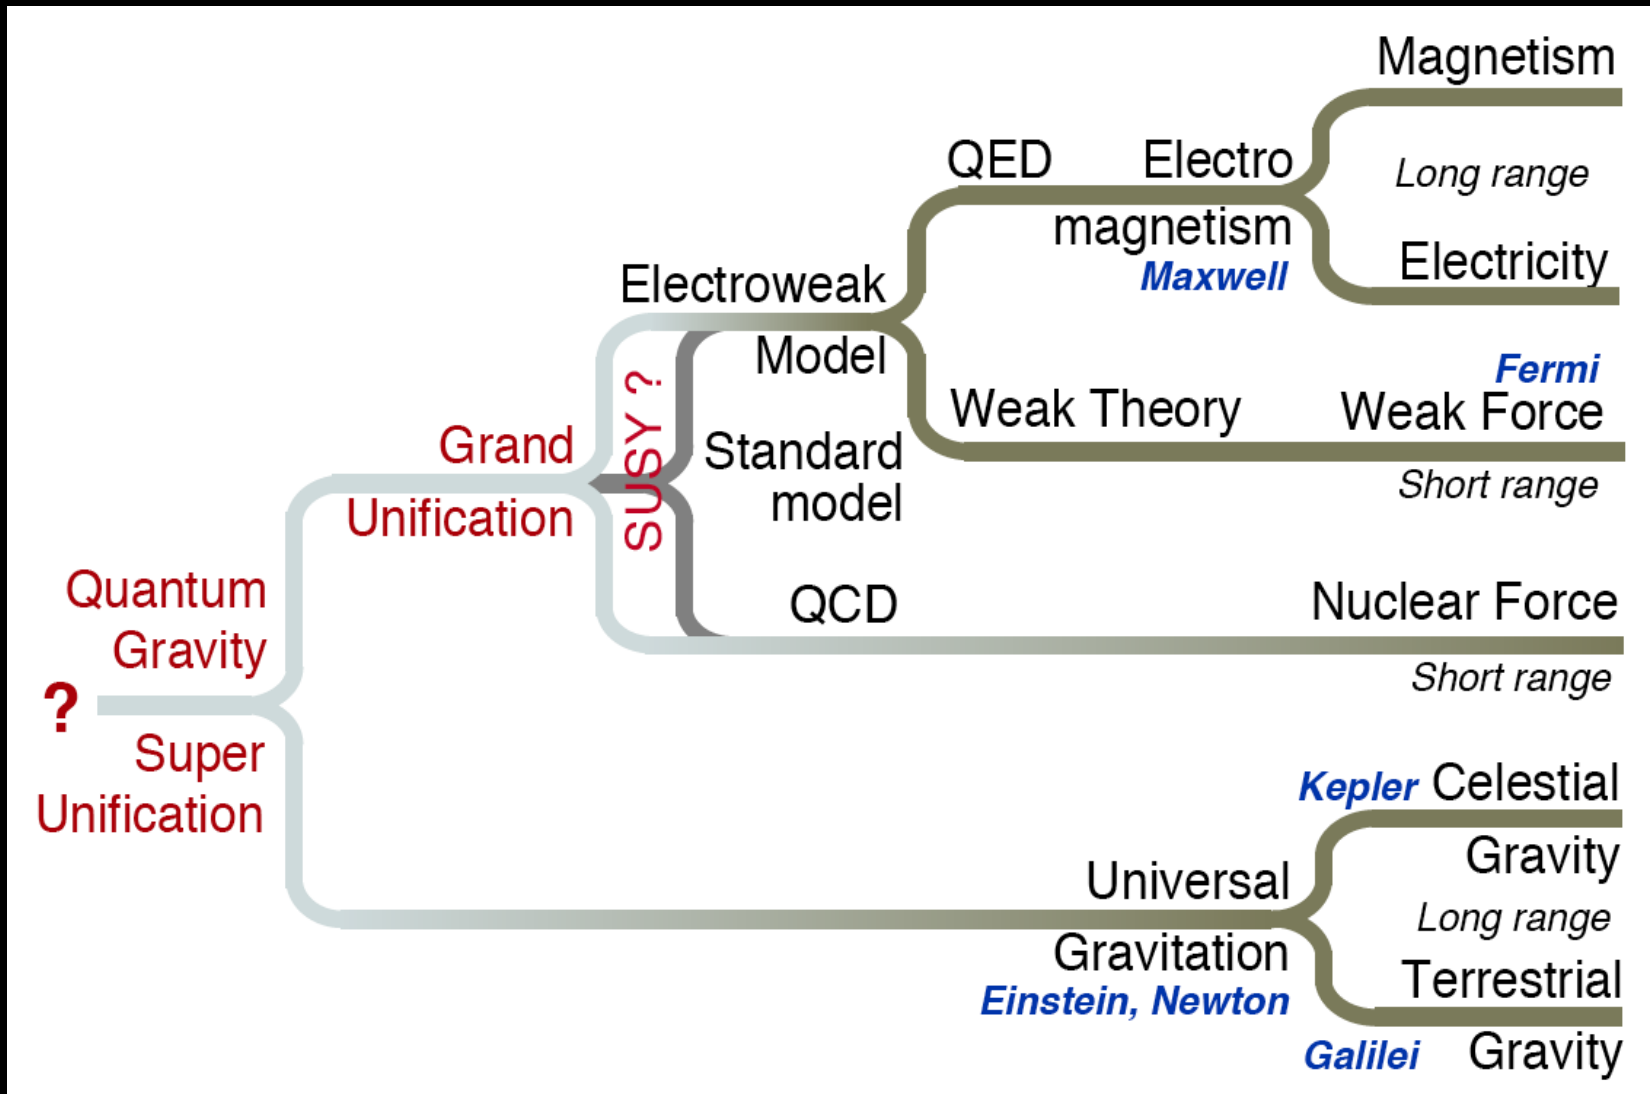 Magnetism
QED
Electro
magnetism
Maxwell
Long range
Electricity
Electroweak
Model
Fermi
Weak Theory
Weak Force
Short range
Grand
Unification
SUSY ?
Standard
model
QCD
Nuclear Force
Short range
Quantum
Gravity
?
Super
Unification
Kepler Celestial
Gravity
Universal
Gravitation
Einstein, Newton
Long range
Terrestrial
Galilei Gravity